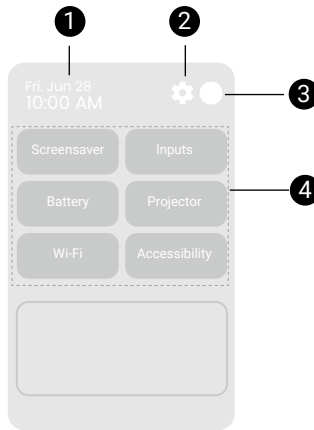 1
2
Fri. Jun 28
10:00 AM
3
Screensaver
Inputs
Battery
Projector
4
Wi-Fi
Accessibility